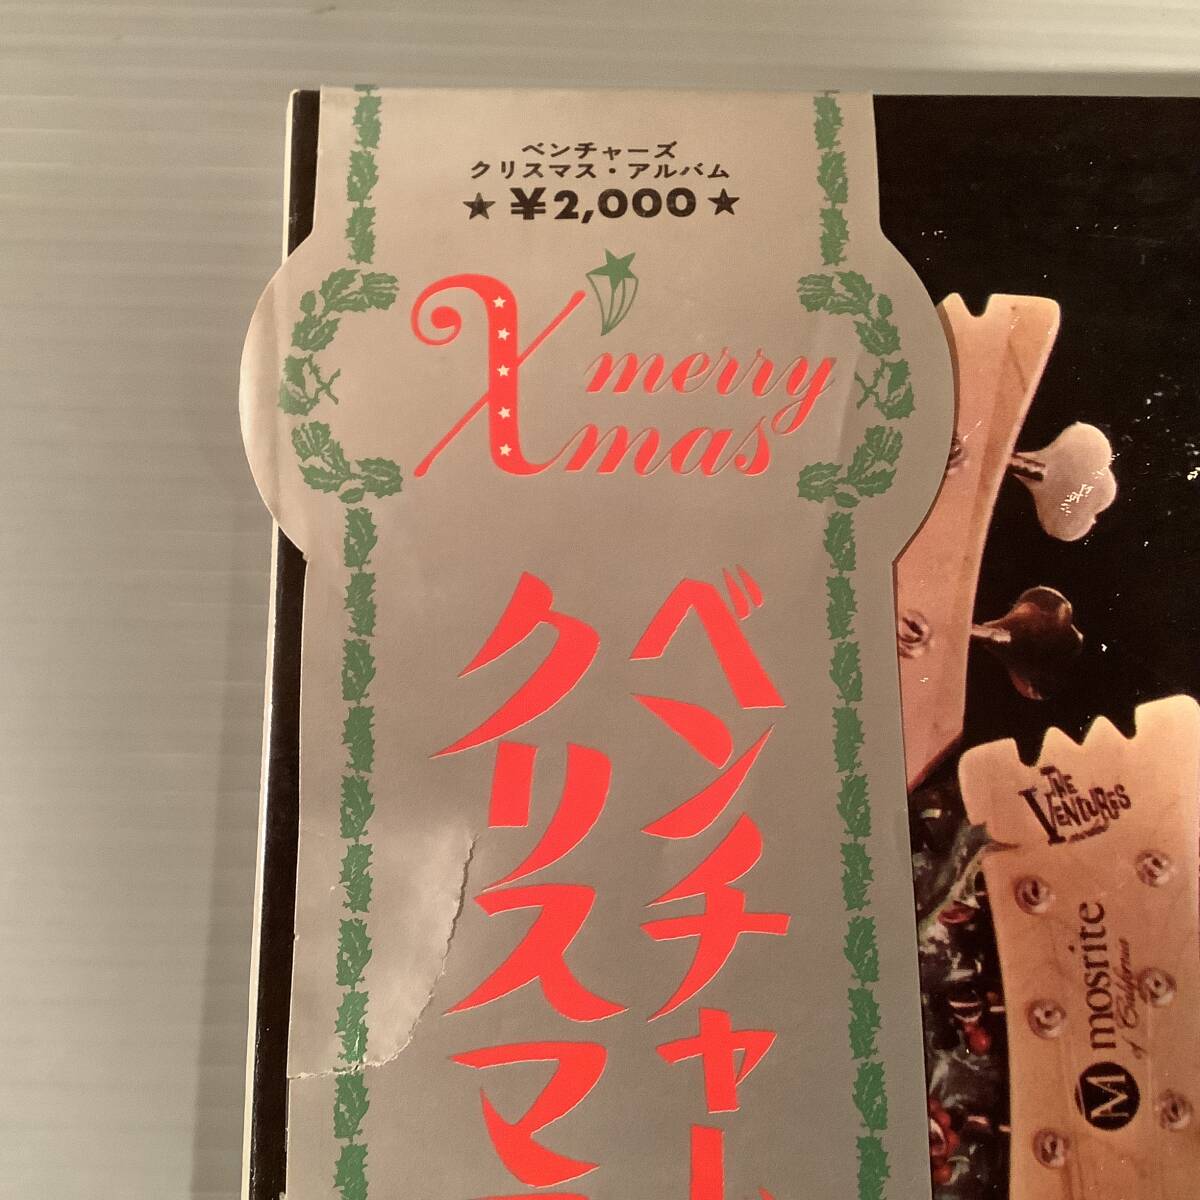 ベンチャーズ
クリスマス・アルバム
★ ¥2,000 ★
merry
Xmas
ベンチャー
クリスマ
THE
VENTURES
M mosrite
of California